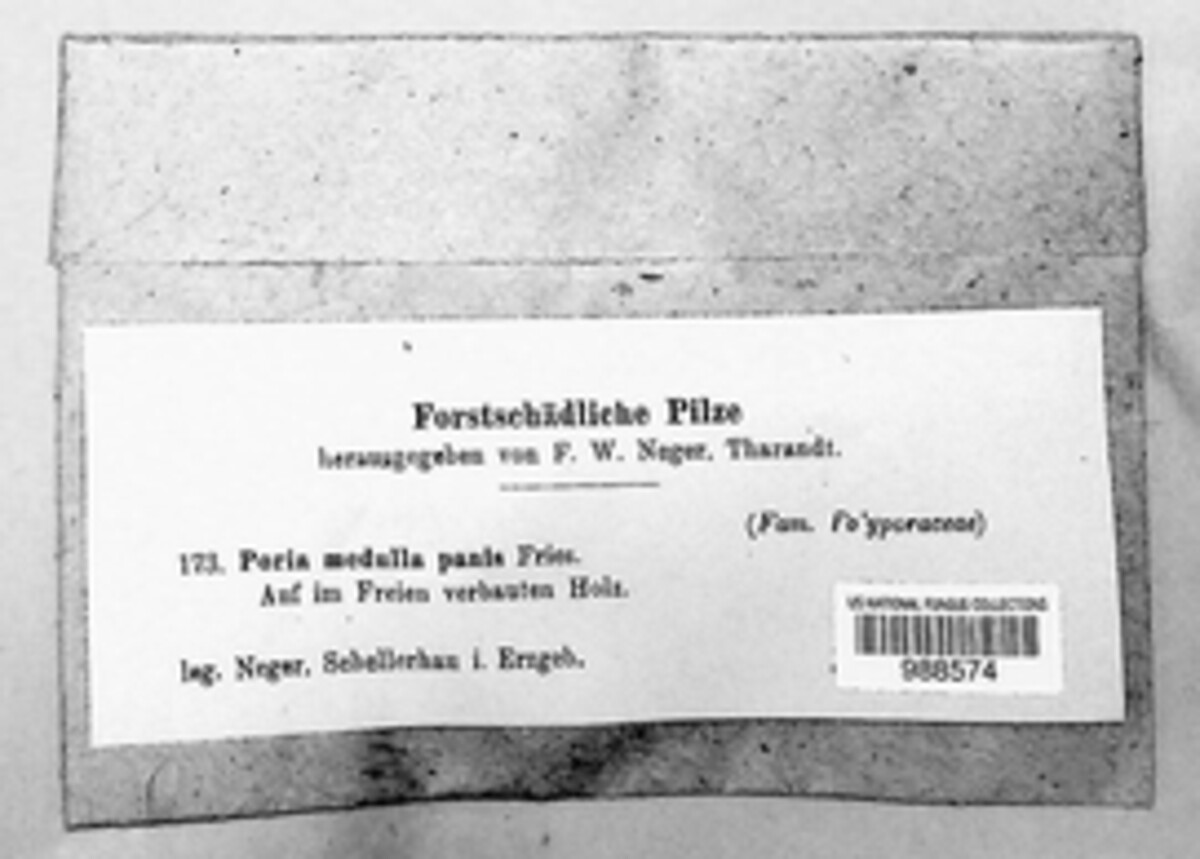 Forstschädliche Pilze
herausgegeben von F. W. Neger, Tharandt.
(Fam. Polyporaceae)
173. Poria medulla panis Fries.
Auf im Freien verbauten Holz.
leg. Neger, Schellerhau i. Erzgeb.
US NATIONAL FUNGUS COLLECTIONS
988574